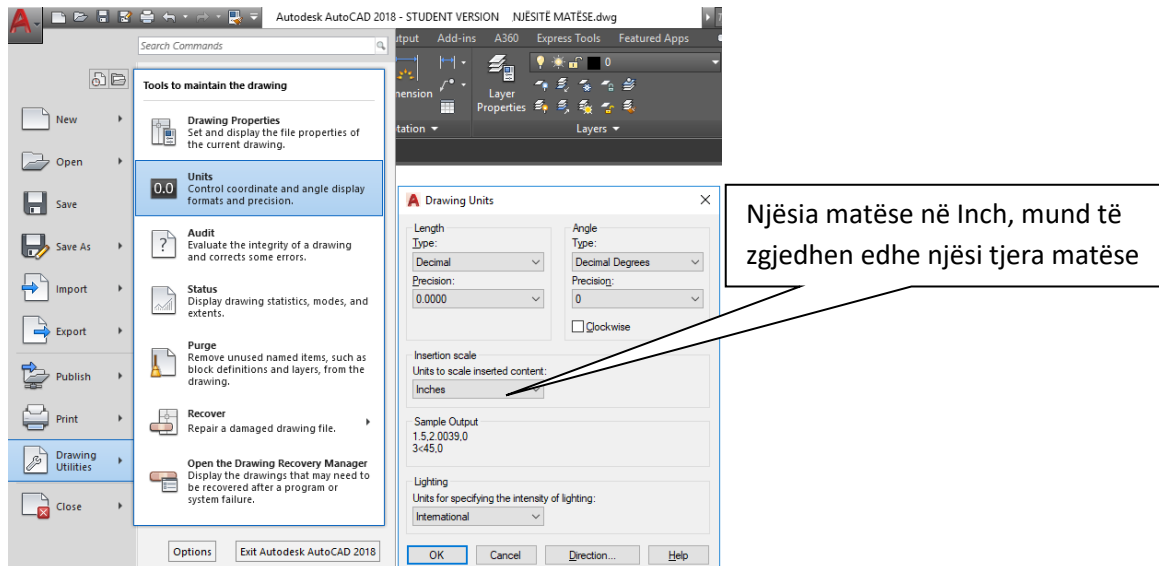 Autodesk AutoCAD 2018 - STUDENT VERSION NJËSITË MATËSE.dwg
Search Commands
tput Add-ins A360 Express Tools Featured Apps
0
mension
Layer
Properties
tation
Layers
New
Open
Save
Save As
Import
Export
Publish
Print
Drawing
Utilities
Close
Tools to maintain the drawing
Drawing Properties
Set and display the file properties of
the current drawing.
0.0
Units
Control coordinate and angle display
formats and precision.
Audit
Evaluate the integrity of a drawing
and corrects some errors.
Status
Display drawing statistics, modes, and
extents.
Purge
Remove unused named items, such as
block definitions and layers, from the
drawing.
Recover
Repair a damaged drawing file.
Open the Drawing Recovery Manager
Display the drawings that may need to
be recovered after a program or
system failure.
Options
Exit Autodesk AutoCAD 2018
Drawing Units
Length
Type:
Decimal
Precision:
0.0000
Angle
Type:
Decimal Degrees
Precision:
0
Clockwise
Insertion scale
Units to scale inserted content:
Inches
Sample Output
1.5,2.0039,0
3<45,0
Lighting
Units for specifying the intensity of lighting:
International
OK
Cancel
Direction...
Help
Njësia matëse në Inch, mund të
zgjedhen edhe njësi tjera matëse